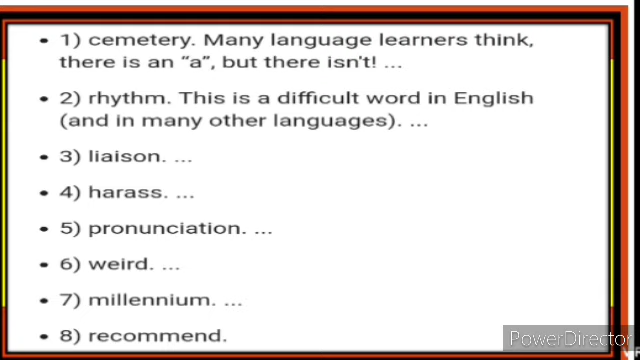 • 1) cemetery. Many language learners think,
there is an “a”, but there isn't! ...
• 2) rhythm. This is a difficult word in English
(and in many other languages). ...
• 3) liaison. ...
• 4) harass. ...
• 5) pronunciation. ...
• 6) weird. ...
• 7) millennium. ...
• 8) recommend.
PowerDirector